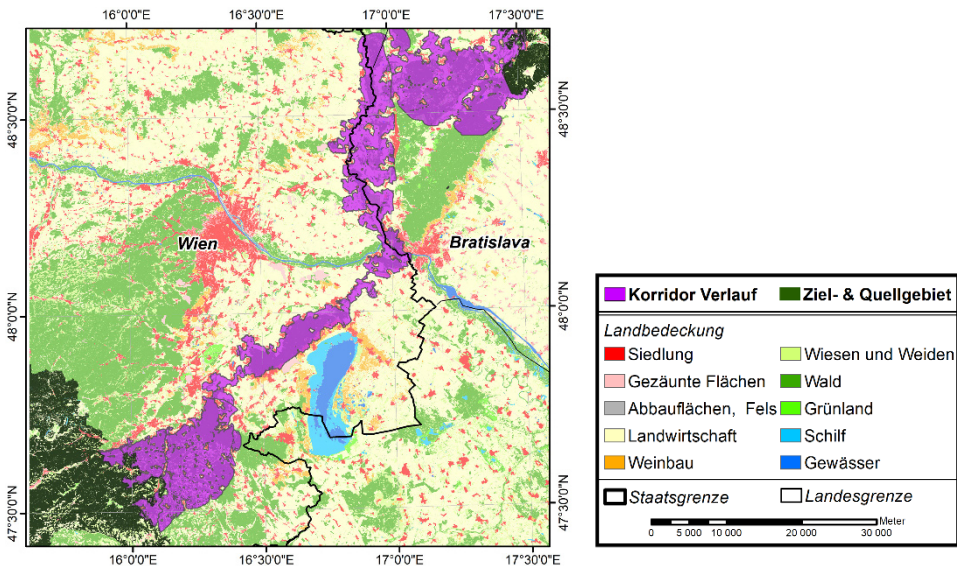 16°0'0"E 16°30'0"E 17°0'0"E 17°30'0"E
48°30'0"N 48°30'0"N
Wien Bratislava
48°0'0"N 48°0'0"N
47°30'0"N 47°30'0"N
16°0'0"E 16°30'0"E 17°0'0"E 17°30'0"E
Korridor Verlauf Ziel- & Quellgebiet
Landbedeckung
Siedlung Wiesen und Weiden
Gezäunte Flächen Wald
Abbauflächen, Fels Grünland
Landwirtschaft Schilf
Weinbau Gewässer
Staatsgrenze Landesgrenze
Meter
0 5 000 10 000 20 000 30 000